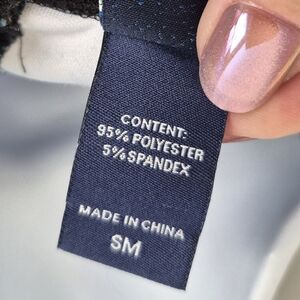 CONTENT:
95% POLYESTER
5% SPANDEX
MADE IN CHINA
SM